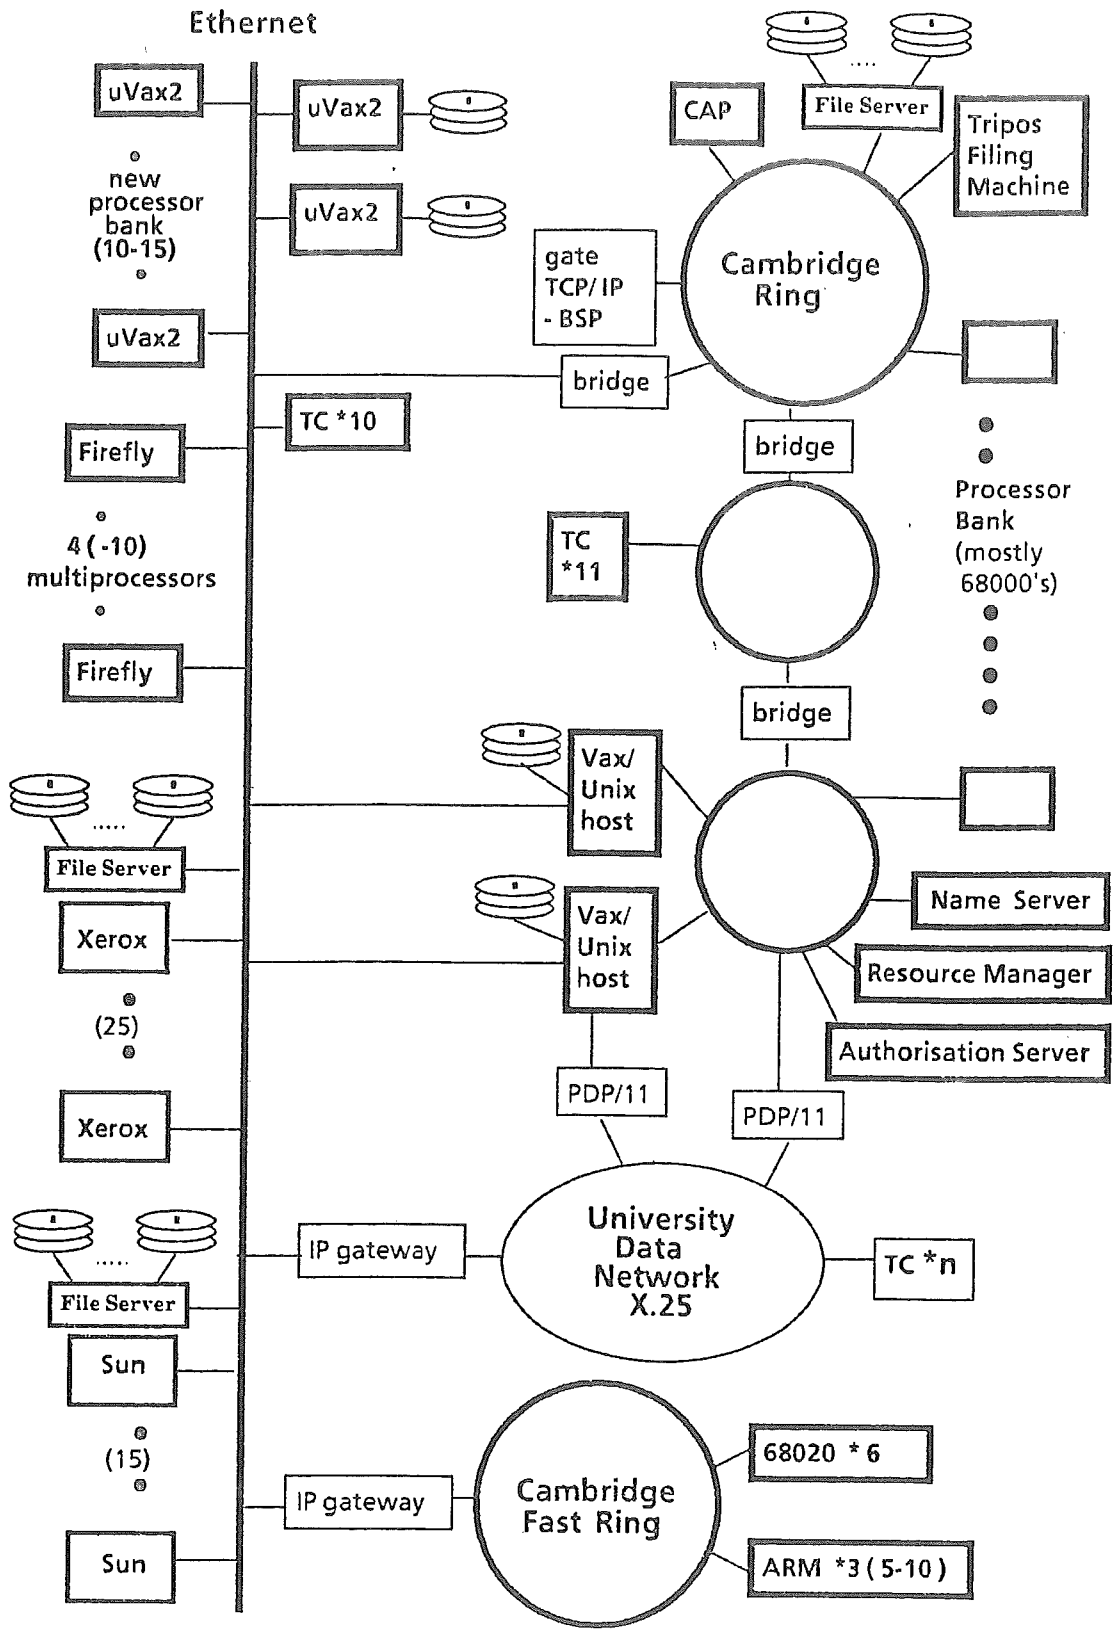 Ethernet
uVax2
new
processor
bank
(10-15)
uVax2
Firefly
4 ( -10)
multiprocessors
Firefly
.....
File Server
Xerox
(25)
Xerox
.....
File Server
Sun
(15)
Sun
uVax2
uVax2
TC *10
....
File Server
CAP
Tripos
Filing
Machine
gate
TCP/ IP
- BSP
Cambridge
Ring
bridge
bridge
TC
*11
Processor
Bank
(mostly
68000's)
bridge
Vax/
Unix
host
Vax/
Unix
host
Name Server
Resource Manager
Authorisation Server
PDP/11
PDP/11
IP gateway
University
Data
Network
X.25
TC *n
IP gateway
Cambridge
Fast Ring
68020 * 6
ARM *3 ( 5-10 )